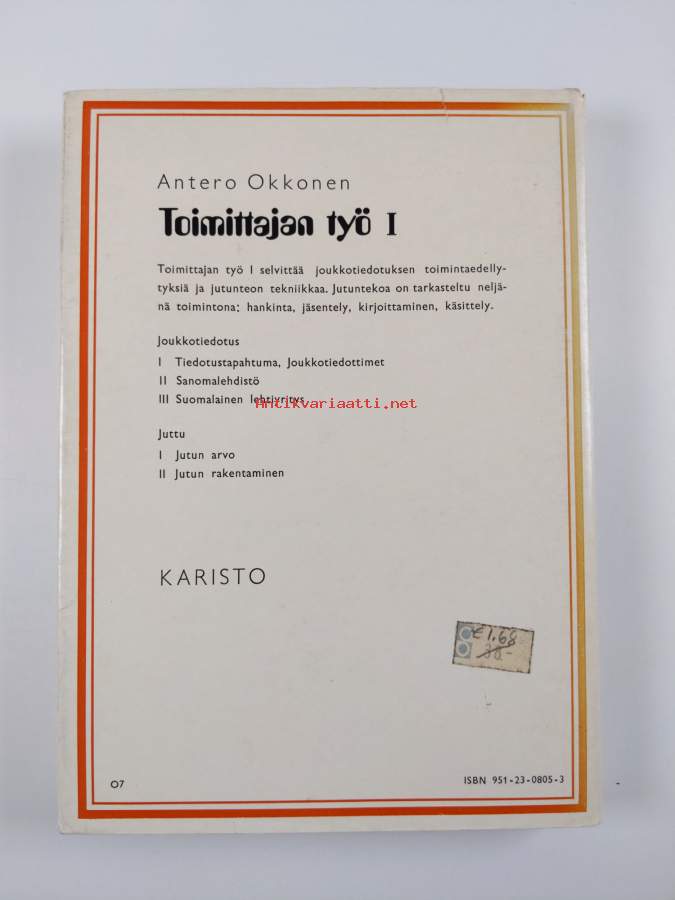 Antero Okkonen
Toimittajan työ I
Toimittajan työ I selvittää joukkotiedotuksen toimintaedelly-
tyksiä ja jutunteon tekniikkaa. Jutuntekoa on tarkasteltu neljä-
nä toimintona: hankinta, jäsentely, kirjoittaminen, käsittely.
Joukkotiedotus
I Tiedotustapahtuma, Joukkotiedottimet
II Sanomalehdistö
III Suomalainen lehtiyritys
Antikvariaatti.net
Juttu
I Jutun arvo
II Jutun rakentaminen
KARISTO
€ 1,68
38-
O7
ISBN 951-23-0805-3